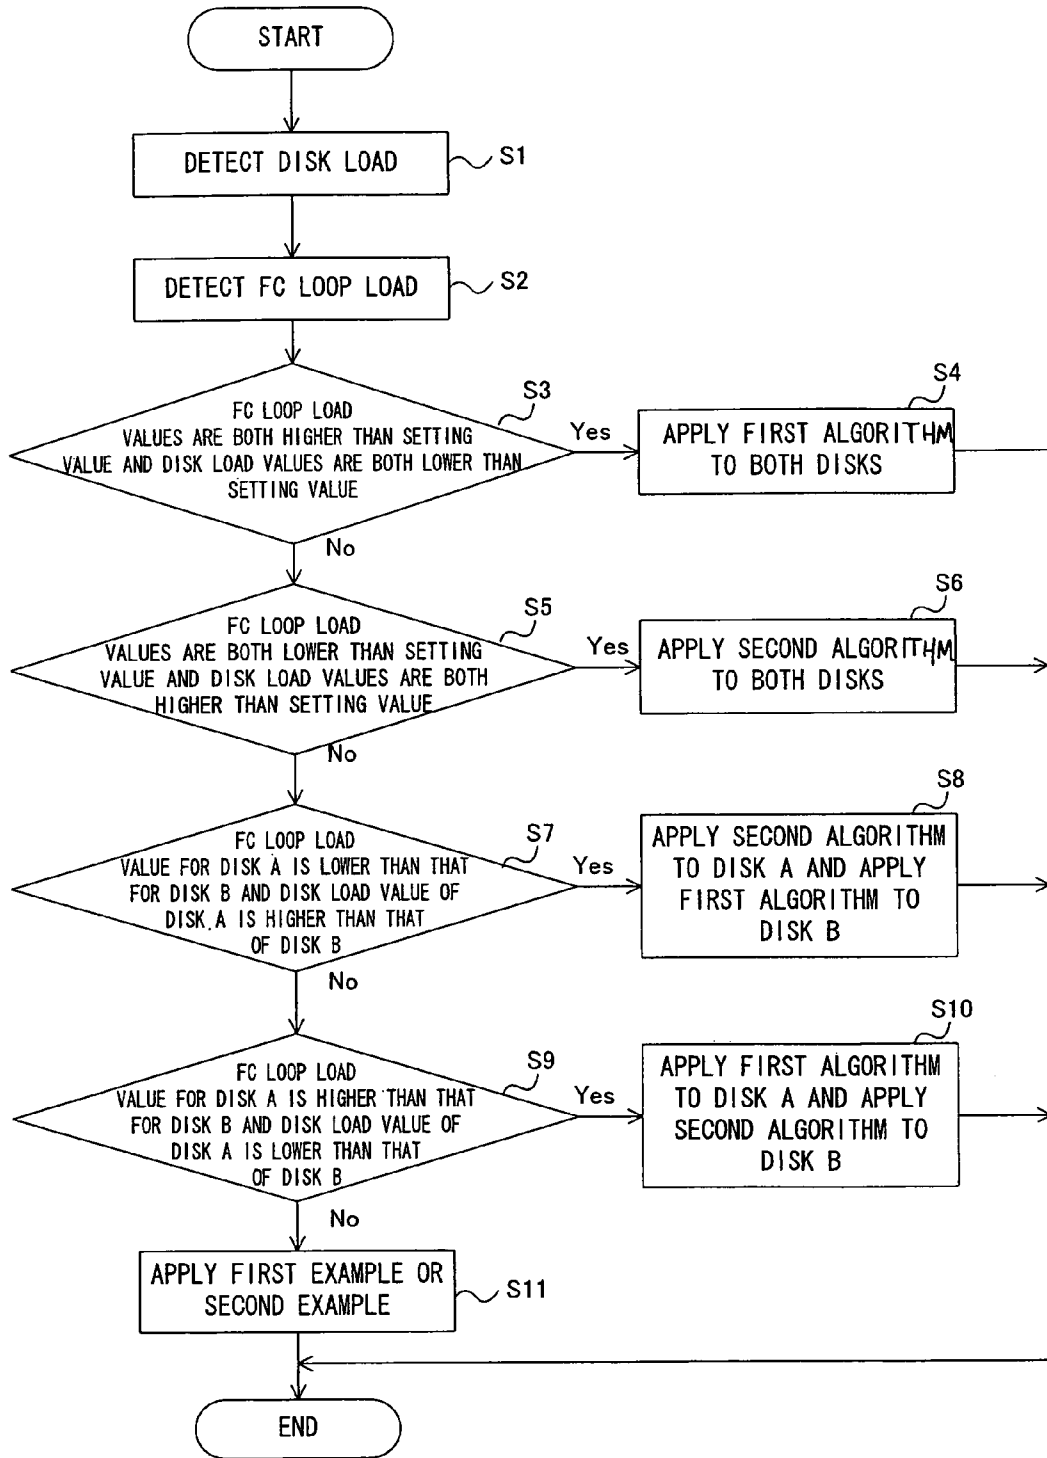 START
DETECT DISK LOAD
S1
DETECT FC LOOP LOAD
S2
FC LOOP LOAD
VALUES ARE BOTH HIGHER THAN SETTING
VALUE AND DISK LOAD VALUES ARE BOTH LOWER THAN
SETTING VALUE
S3
Yes
APPLY FIRST ALGORITHM
TO BOTH DISKS
S4
No
FC LOOP LOAD
VALUES ARE BOTH LOWER THAN SETTING
VALUE AND DISK LOAD VALUES ARE BOTH
HIGHER THAN SETTING VALUE
S5
Yes
APPLY SECOND ALGORITHM
TO BOTH DISKS
S6
No
FC LOOP LOAD
VALUE FOR DISK A IS LOWER THAN THAT
FOR DISK B AND DISK LOAD VALUE OF
DISK A IS HIGHER THAN THAT
OF DISK B
S7
Yes
APPLY SECOND ALGORITHM
TO DISK A AND APPLY
FIRST ALGORITHM TO
DISK B
S8
No
FC LOOP LOAD
VALUE FOR DISK A IS HIGHER THAN THAT
FOR DISK B AND DISK LOAD VALUE OF
DISK A IS LOWER THAN THAT
OF DISK B
S9
Yes
APPLY FIRST ALGORITHM
TO DISK A AND APPLY
SECOND ALGORITHM TO
DISK B
S10
No
APPLY FIRST EXAMPLE OR
SECOND EXAMPLE
S11
END